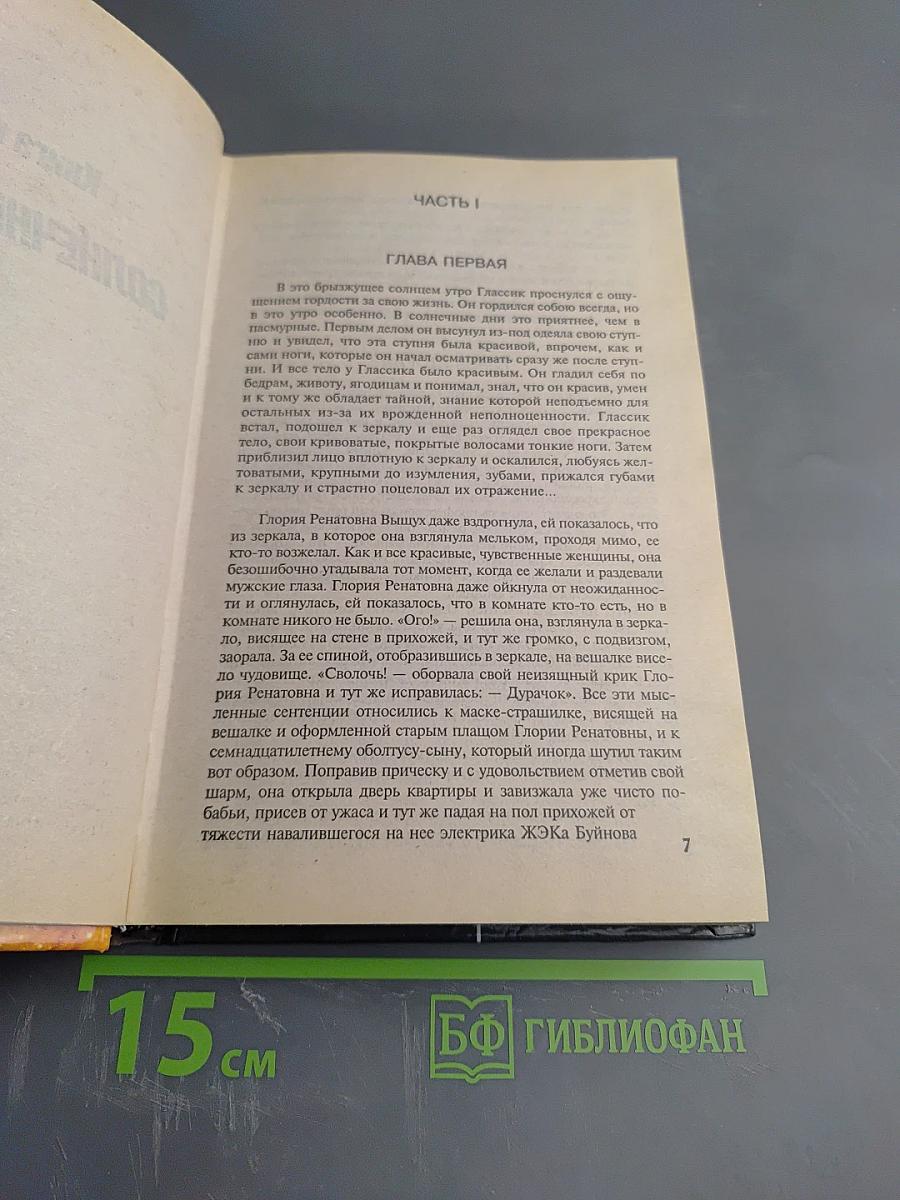 ЧАСТЬ I
ГЛАВА ПЕРВАЯ
В это брызжущее солнцем утро Глассик проснулся с ощу-
щением гордости за свою жизнь. Он гордился собою всегда, но
в это утро особенно. В солнечные дни это приятнее, чем в
пасмурные. Первым делом он высунул из-под одеяла свою ступ-
ню и увидел, что эта ступня была красивой, впрочем, как и
сами ноги, которые он начал осматривать сразу же после ступ-
ни. И все тело у Глассика было красивым. Он гладил себя по
бедрам, животу, ягодицам и понимал, знал, что он красив, умен
и к тому же обладает тайной, знание которой неподъемно для
остальных из-за их врожденной неполноценности. Глассик
встал, подошел к зеркалу и еще раз оглядел свое прекрасное
тело, свои кривоватые, покрытые волосами тонкие ноги. Затем
приблизил лицо вплотную к зеркалу и оскалился, любуясь жел-
товатыми, крупными до изумления, зубами, прижался губами
к зеркалу и страстно поцеловал их отражение...
Глория Ренатовна Выщух даже вздрогнула, ей показалось, что
из зеркала, в которое она взглянула мельком, проходя мимо, ее
кто-то возжелал. Как и все красивые, чувственные женщины, она
безошибочно угадывала тот момент, когда ее желали и раздевали
мужские глаза. Глория Ренатовна даже ойкнула от неожиданнос-
ти и оглянулась, ей показалось, что в комнате кто-то есть, но в
комнате никого не было. «Ого!» — решила она, взглянула в зерка-
ло, висящее на стене в прихожей, и тут же громко, с подвизгом,
заорала. За ее спиной, отобразившись в зеркале, на вешалке висе-
ло чудовище. «Сволочь! — оборвала свой неизящный крик Гло-
рия Ренатовна и тут же исправилась: — Дурачок». Все эти мыс-
ленные сентенции относились к маске-страшилке, висящей на
вешалке и оформленной старым плащом Глории Ренатовны, и к
семнадцатилетнему оболтусу-сыну, который иногда шутил таким
вот образом. Поправив прическу и с удовольствием отметив свой
шарм, она открыла дверь квартиры и завизжала уже чисто по-
бабьи, присев от ужаса и тут же падая на пол прихожей от
тяжести навалившегося на нее электрика ЖЭКа Буйнова
7
15 см
БФ ГИБЛИОФАН